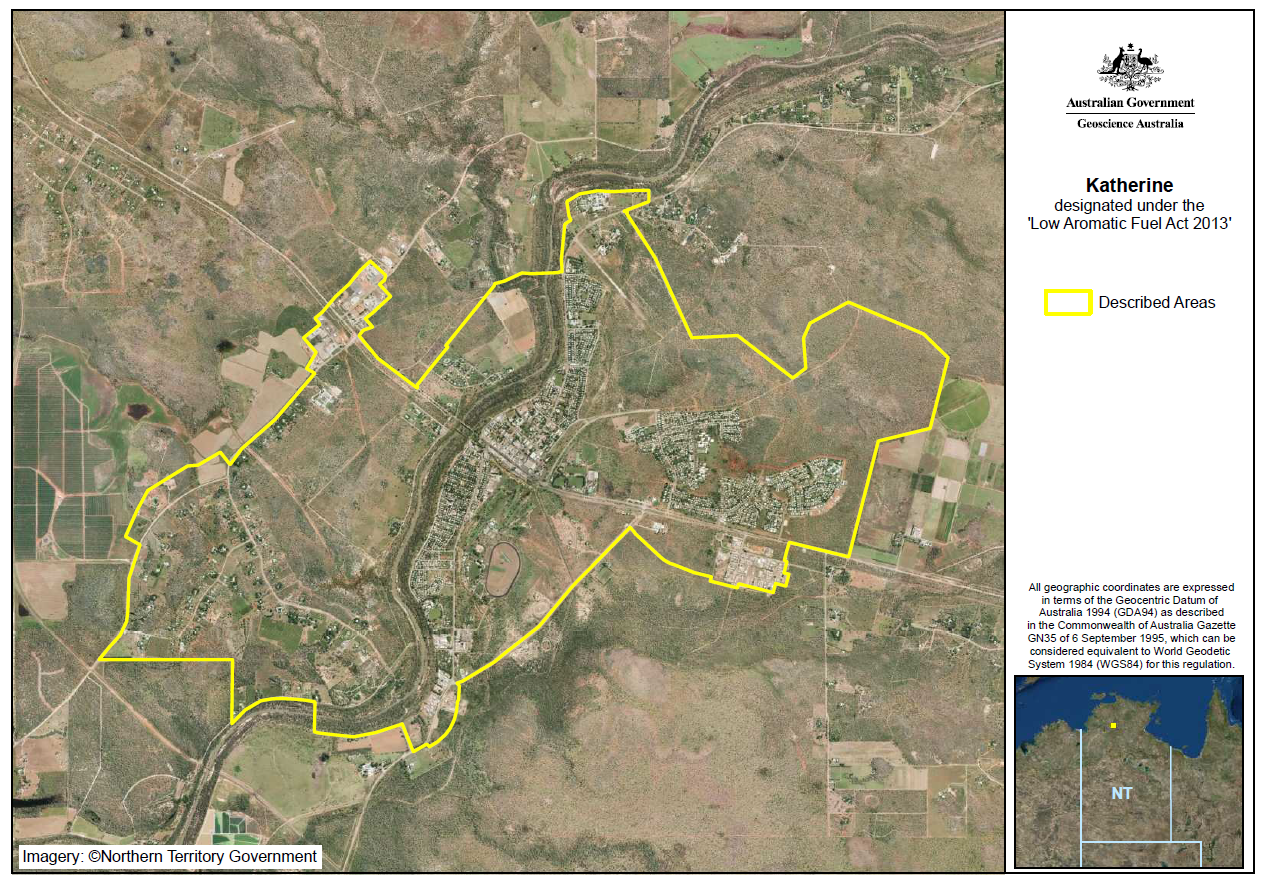 Australian Government
Geoscience Australia
Katherine
designated under the
'Low Aromatic Fuel Act 2013'
Described Areas
All geographic coordinates are expressed
in terms of the Geocentric Datum of
Australia 1994 (GDA94) as described
in the Commonwealth of Australia Gazette
GN35 of 6 September 1995, which can be
considered equivalent to World Geodetic
System 1984 (WGS84) for this regulation.
NT
Imagery: ©Northern Territory Government